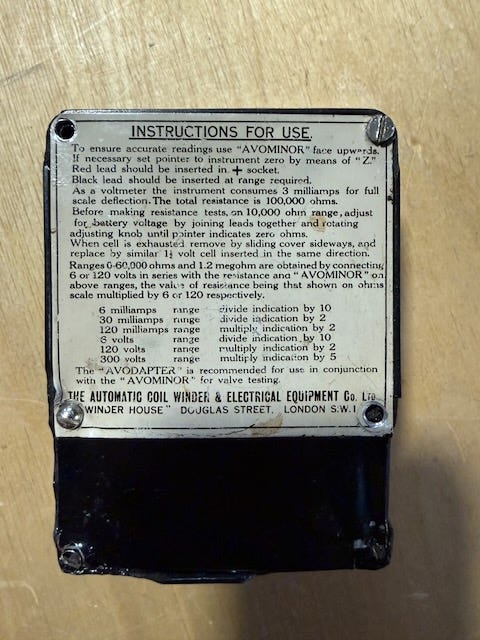 INSTRUCTIONS FOR USE.
To ensure accurate readings use "AVOMINOR" face upwards.
If necessary set pointer to instrument zero by means of "Z."
Red lead should be inserted in + socket.
Black lead should be inserted at range required.
As a voltmeter the instrument consumes 3 milliamps for full
scale deflection. The total resistance is 100,000 ohms.
Before making resistance tests, on 10,000 ohm range, adjust
for battery voltage by joining leads together and rotating
adjusting knob until pointer indicates zero ohms.
When cell is exhausted remove by sliding cover sideways, and
replace by similar 1½ volt cell inserted in the same direction.
Ranges 0-60,000 ohms and 1.2 megohm are obtained by connecting
6 or 120 volts in series with the resistance and "AVOMINOR" on
above ranges, the value of resistance being that shown on ohms
scale multiplied by 6 or 120 respectively.
6 milliamps range divide indication by 10
30 milliamps range divide indication by 2
120 milliamps range multiply indication by 2
6 volts range divide indication by 10
120 volts range multiply indication by 2
300 volts range multiply indication by 5
The "AVODAPTER" is recommended for use in conjunction
with the "AVOMINOR" for valve testing.
THE AUTOMATIC COIL WINDER & ELECTRICAL EQUIPMENT Co. Ltd
WINDER HOUSE" DOUGLAS STREET, LONDON S.W.1